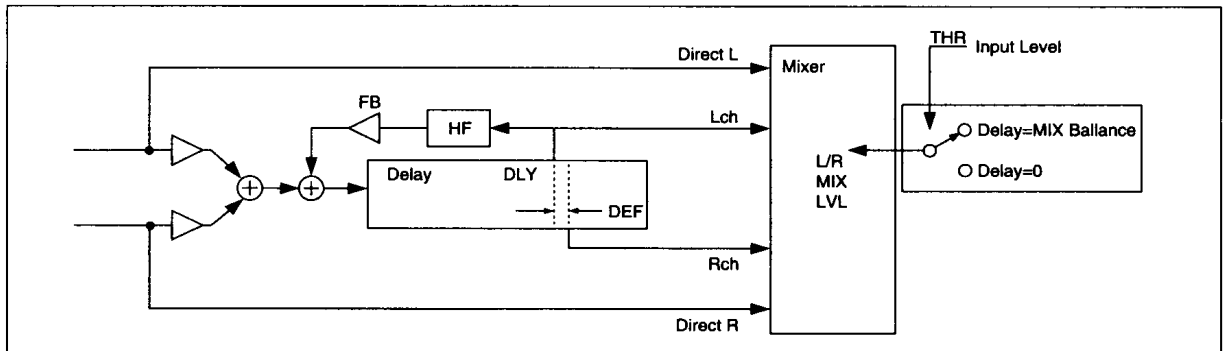 THR
Input Level
Direct L
Mixer
FB
HF
Lch
Delay=MIX Ballance
L/R
MIX
LVL
Delay=0
Delay
DLY
DEF
Rch
Direct R